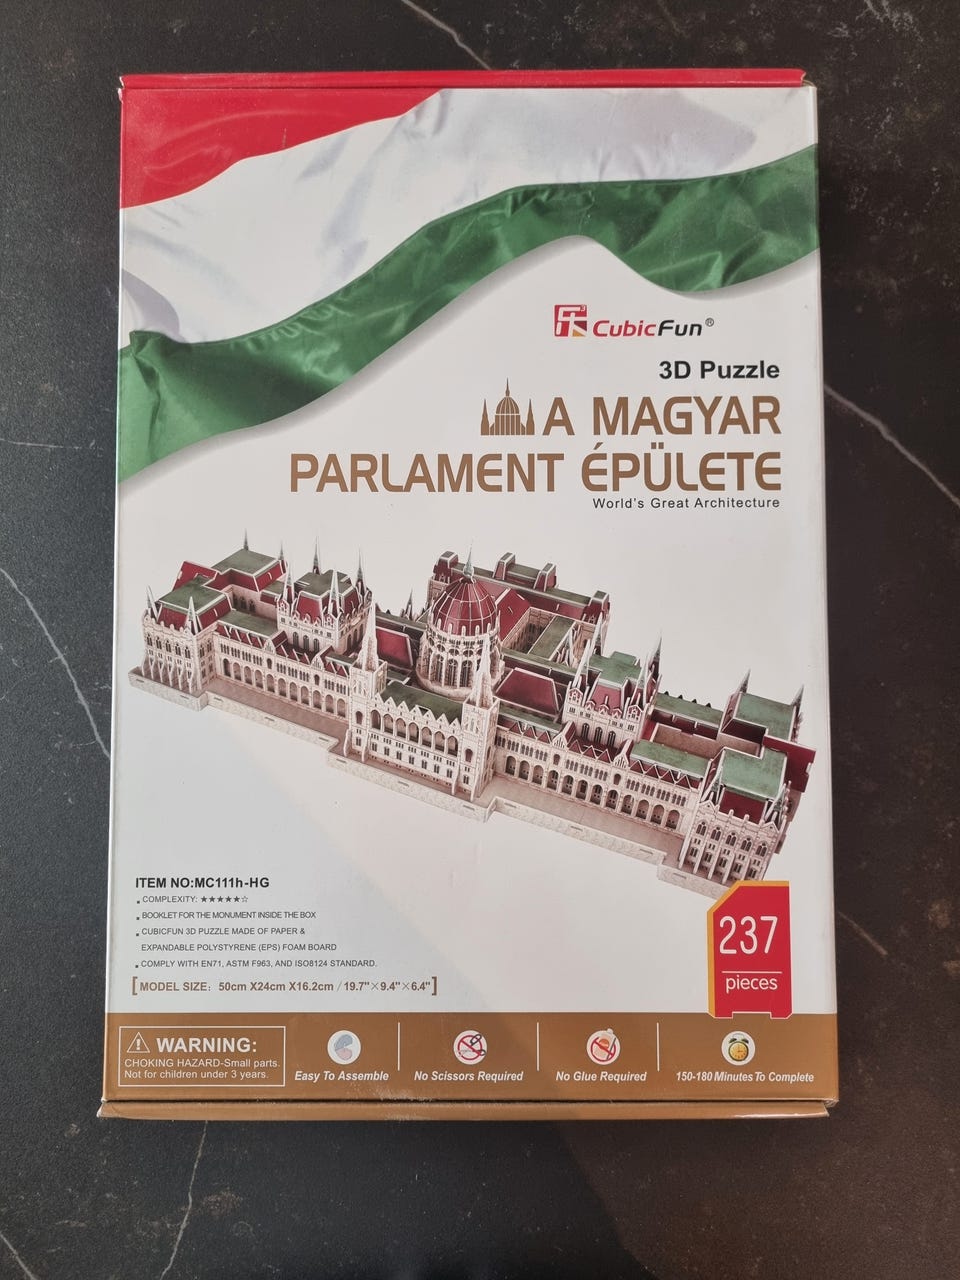 CubicFun®
3D Puzzle
A MAGYAR
PARLAMENT ÉPÜLETE
World's Great Architecture
ITEM NO:MC111h-HG
COMPLEXITY: ★★★★★☆
BOOKLET FOR THE MONUMENT INSIDE THE BOX
CUBICFUN 3D PUZZLE MADE OF PAPER &
EXPANDABLE POLYSTYRENE (EPS) FOAM BOARD
COMPLY WITH EN71, ASTM F963, AND ISO8124 STANDARD.
[MODEL SIZE: 50cm X24cm X16.2cm / 19.7"×9.4"×6.4"]
237
pieces
WARNING:
CHOKING HAZARD-Small parts.
Not for children under 3 years.
Easy To Assemble
No Scissors Required
No Glue Required
150-180 Minutes To Complete